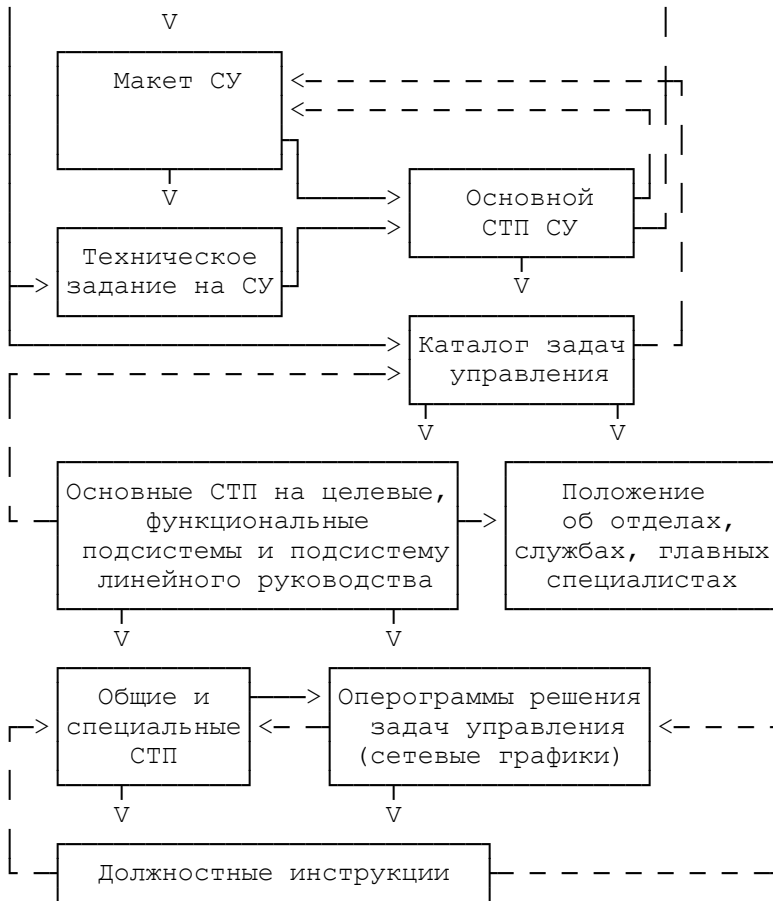 Макет СУ
Основной
СТП СУ
Техническое
задание на СУ
Каталог задач
управления
Основные СТП на целевые,
функциональные
подсистемы и подсистему
линейного руководства
Положение
об отделах,
службах, главных
специалистах
Общие и
специальные
СТП
Оперограммы решения
задач управления
(сетевые графики)
Должностные инструкции